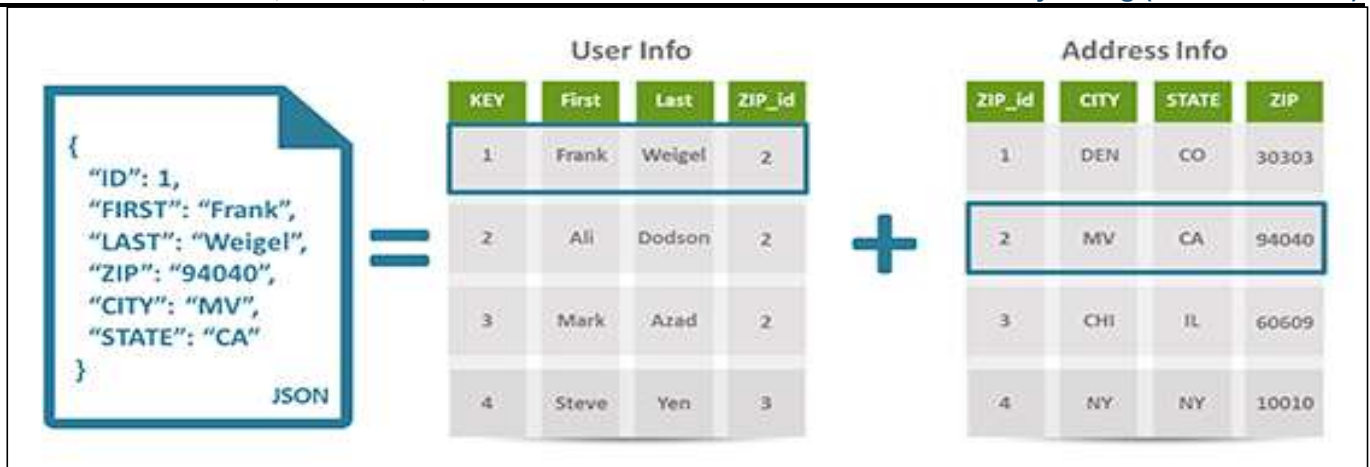 User Info Address Info
{
"ID": 1,
"FIRST": "Frank",
"LAST": "Weigel",
"ZIP": "94040",
"CITY": "MV",
"STATE": "CA"
}
JSON
KEY First Last ZIP_id
1 Frank Weigel 2
2 Ali Dodson 2
3 Mark Azad 2
4 Steve Yen 3
ZIP_id CITY STATE ZIP
1 DEN CO 30303
2 MV CA 94040
3 CHI IL 60609
4 NY NY 10010